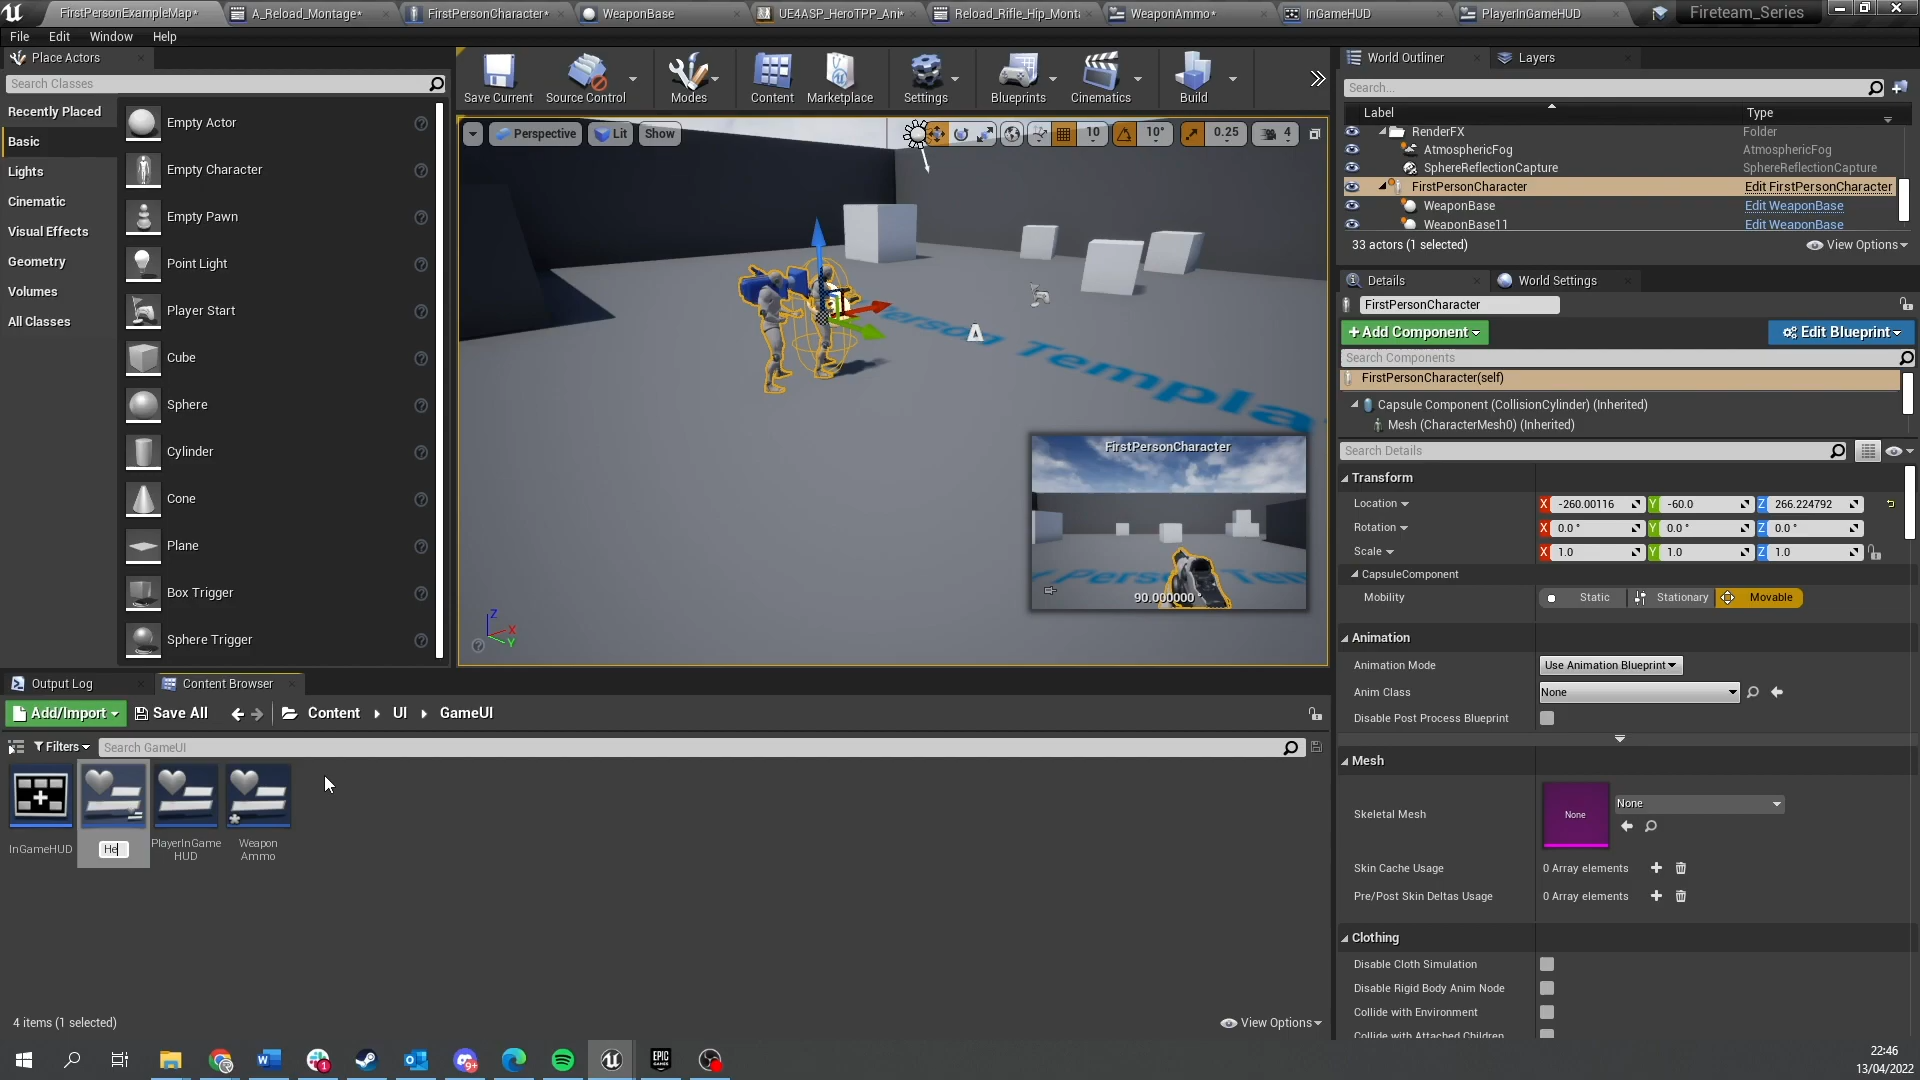 FirstPersonExampleMap*
A_Reload_Montage*
FirstPersonCharacter*
WeaponBase
UE4ASP_HeroTPP_Ani*
Reload_Rifle_Hip_Mont
WeaponAmmo*
InGameHUD
PlayerInGameHUD
Fireteam_Series
File Edit Window Help
Place Actors
Search Classes
Recently Placed
Basic
Lights
Cinematic
Visual Effects
Geometry
Volumes
All Classes
Empty Actor
Empty Character
Empty Pawn
Point Light
Player Start
Cube
Sphere
Cylinder
Cone
Plane
Box Trigger
Sphere Trigger
Save Current Source Control Modes Content Marketplace Settings Blueprints Cinematics Build
Perspective Lit Show 10 10° 0.25 4
FirstPersonCharacter
90.000000 °
Z
X
Y
World Outliner Layers
Search...
Label Type
RenderFX Folder
AtmosphericFog AtmosphericFog
SphereReflectionCapture SphereReflectionCapture
FirstPersonCharacter Edit FirstPersonCharacter
WeaponBase Edit WeaponBase
WeaponBase11 Edit WeaponBase
33 actors (1 selected) View Options
Details World Settings
FirstPersonCharacter
+Add Component Edit Blueprint
Search Components
FirstPersonCharacter(self)
Capsule Component (CollisionCylinder) (Inherited)
Mesh (CharacterMesh0) (Inherited)
Search Details
Transform
Location X -260.00116 Y -60.0 Z 266.224792
Rotation X 0.0 ° Y 0.0 ° Z 0.0 °
Scale X 1.0 Y 1.0 Z 1.0
CapsuleComponent
Mobility Static Stationary Movable
Animation
Animation Mode Use Animation Blueprint
Anim Class None
Disable Post Process Blueprint
Mesh
Skeletal Mesh None None
Skin Cache Usage 0 Array elements
Pre/Post Skin Deltas Usage 0 Array elements
Clothing
Disable Cloth Simulation
Disable Rigid Body Anim Node
Collide with Environment
Collide with Attached Children
Output Log Content Browser
Add/Import Save All Content UI GameUI
Filters Search GameUI
InGameHUD
He
PlayerInGame
HUD
Weapon
Ammo
4 items (1 selected) View Options
22:46
13/04/2022